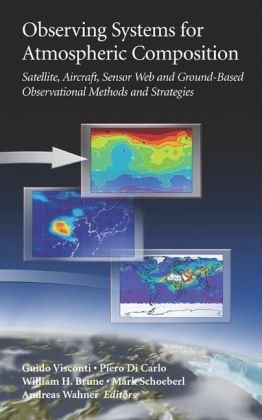 Observing Systems for
Atmospheric Composition
Satellite, Aircraft, Sensor Web and Ground-Based
Observational Methods and Strategies
Guido Visconti • Piero Di Carlo
William H. Brune • Mark Schoeberl
Andreas Wahner Editors